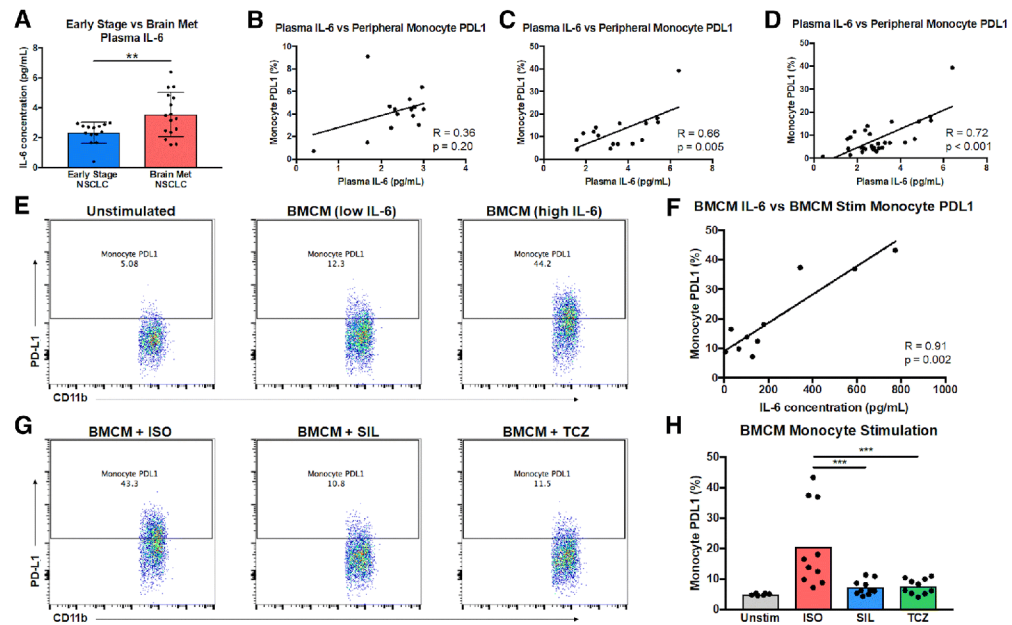 A
Early Stage vs Brain Met
Plasma IL-6
IL-6 concentration (pg/mL)
8
6
4
2
0
**
Early Stage
NSCLC
Brain Met
NSCLC
B
Plasma IL-6 vs Peripheral Monocyte PDL1
Monocyte PDL1 (%)
10
8
6
4
2
0
R = 0.36
p = 0.20
0 1 2 3 4
Plasma IL-6 (pg/mL)
C
Plasma IL-6 vs Peripheral Monocyte PDL1
Monocyte PDL1 (%)
50
40
30
20
10
0
R = 0.66
p = 0.005
0 2 4 6 8
Plasma IL-6 (pg/mL)
D
Plasma IL-6 vs Peripheral Monocyte PDL1
Monocyte PDL1 (%)
50
40
30
20
10
0
R = 0.72
p < 0.001
0 2 4 6 8
Plasma IL-6 (pg/mL)
E
Unstimulated
Monocyte PDL1
5.08
BMCM (low IL-6)
Monocyte PDL1
12.3
BMCM (high IL-6)
Monocyte PDL1
44.2
PD-L1
CD11b
F
BMCM IL-6 vs BMCM Stim Monocyte PDL1
Monocyte PDL1 (%)
50
40
30
20
10
0
R = 0.91
p = 0.002
0 200 400 600 800 1000
IL-6 concentration (pg/mL)
G
BMCM + ISO
Monocyte PDL1
43.3
BMCM + SIL
Monocyte PDL1
10.8
BMCM + TCZ
Monocyte PDL1
11.5
PD-L1
CD11b
H
BMCM Monocyte Stimulation
Monocyte PDL1 (%)
50
40
30
20
10
0
***
***
Unstim ISO SIL TCZ